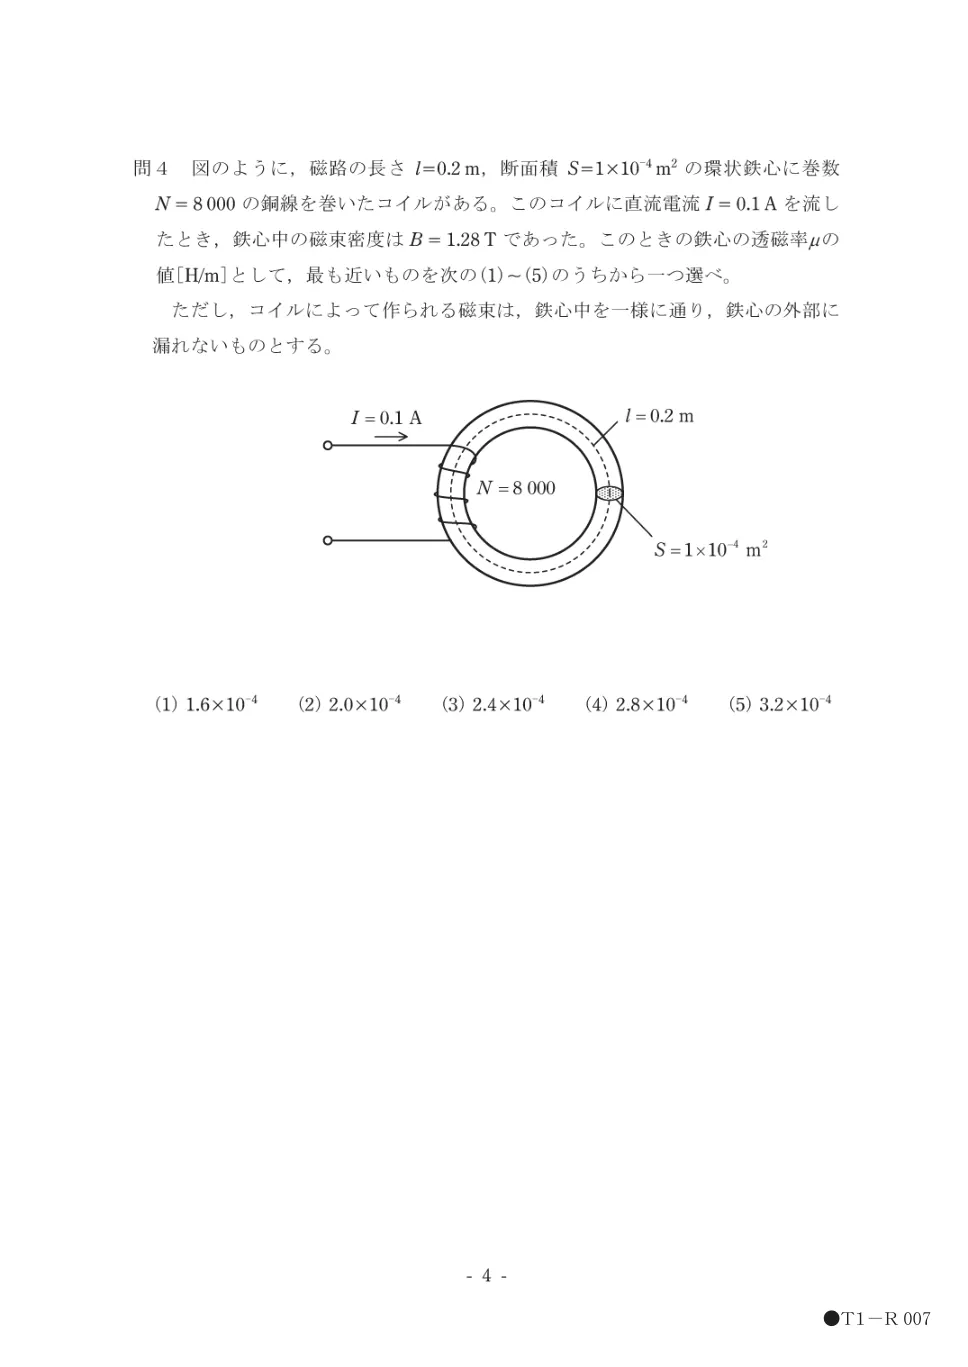 問４　図のように，磁路の長さ l=0.2 m，断面積 S=1×10⁻⁴ m² の環状鉄心に巻数
N = 8 000 の銅線を巻いたコイルがある。このコイルに直流電流 I = 0.1 A を流し
たとき，鉄心中の磁束密度は B = 1.28 T であった。このときの鉄心の透磁率μの
値[H/m]として，最も近いものを次の(1)～(5)のうちから一つ選べ。
ただし，コイルによって作られる磁束は，鉄心中を一様に通り，鉄心の外部に
漏れないものとする。
I = 0.1 A
l = 0.2 m
N = 8 000
S = 1×10⁻⁴ m²
(1) 1.6×10⁻⁴ (2) 2.0×10⁻⁴ (3) 2.4×10⁻⁴ (4) 2.8×10⁻⁴ (5) 3.2×10⁻⁴
- 4 -
●T1－R 007